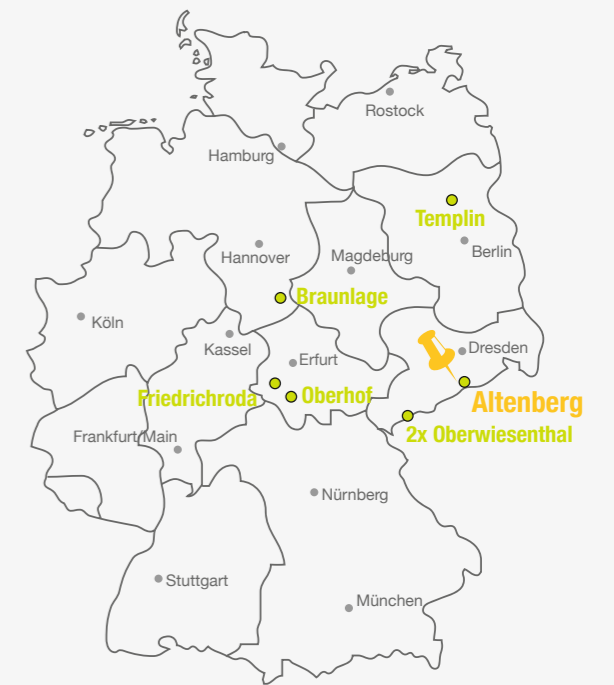 Rostock
Hamburg
Templin
Berlin
Hannover
Magdeburg
Braunlage
Köln
Kassel
Erfurt
Dresden
Friedrichroda
Oberhof
Altenberg
Frankfurt/Main
2x Oberwiesenthal
Nürnberg
Stuttgart
München